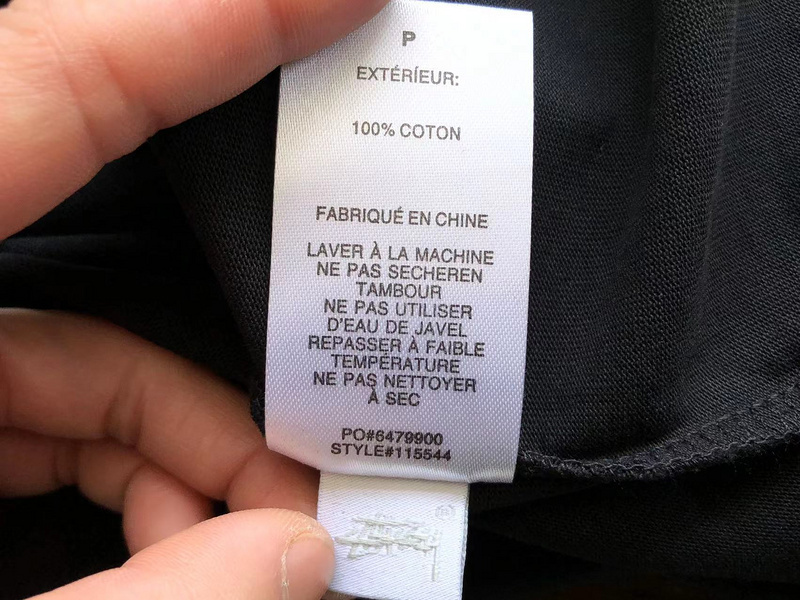 P
EXTÉRÍEUR:
100% COTON
FABRIQUÉ EN CHINE
LAVER À LA MACHINE
NE PAS SECHEREN
TAMBOUR
NE PAS UTILISER
D'EAU DE JAVEL
REPASSER À FAIBLE
TEMPÉRATURE
NE PAS NETTOYER
À SEC
PO#6479900
STYLE#115544
®